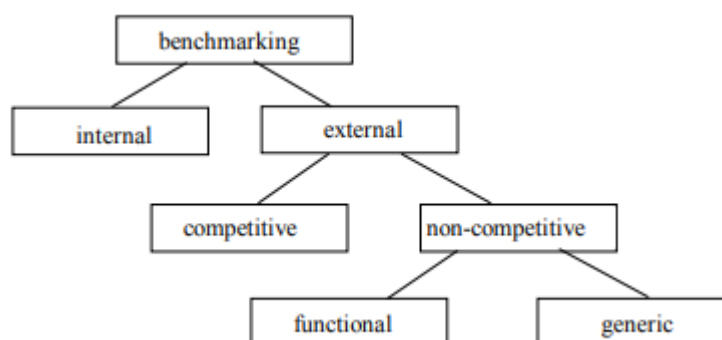 benchmarking
internal
external
competitive
non-competitive
functional
generic